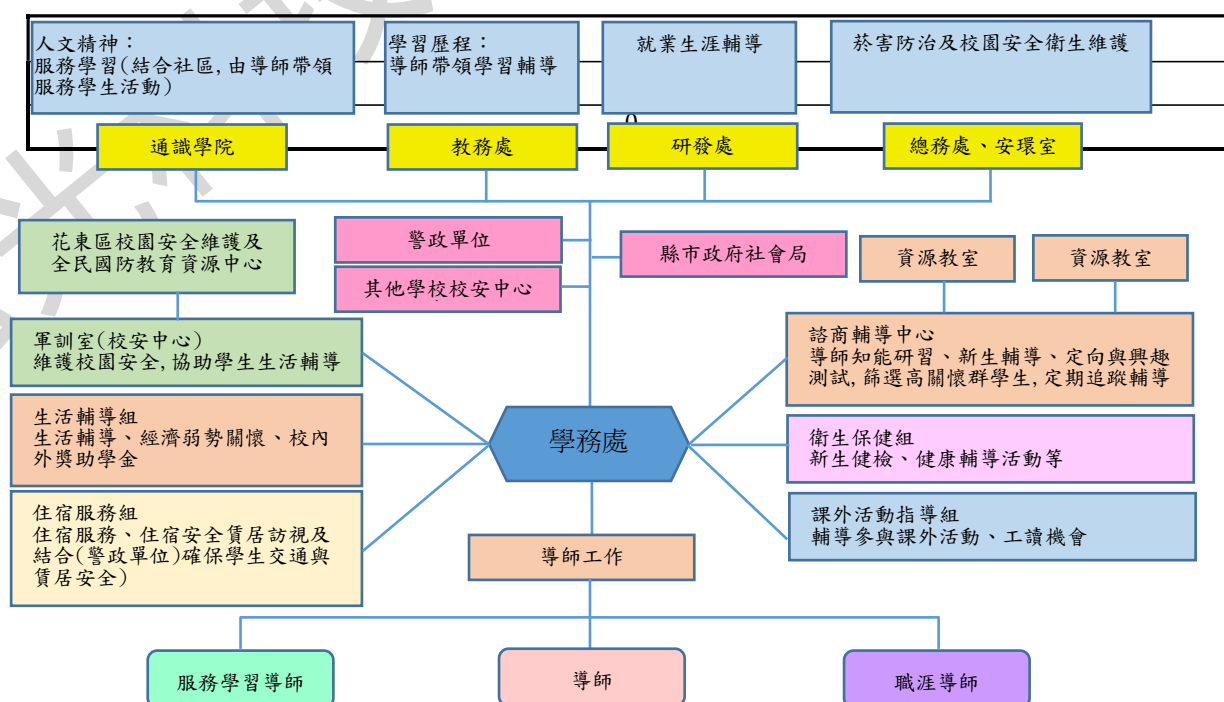 人文精神：
服務學習(結合社區, 由導師帶領
服務學生活動)
學習歷程：
導師帶領學習輔導
就業生涯輔導
菸害防治及校園安全衛生維護
通識學院
教務處
研發處
總務處、安環室
花東區校園安全維護及
全民國防教育資源中心
警政單位
其他學校校安中心
縣市政府社會局
資源教室
資源教室
軍訓室(校安中心)
維護校園安全, 協助學生生活輔導
諮商輔導中心
導師知能研習、新生輔導、定向與興趣
測試, 篩選高關懷群學生, 定期追蹤輔導
生活輔導組
生活輔導、經濟弱勢關懷、校內
外獎助學金
學務處
衛生保健組
新生健檢、健康輔導活動等
住宿服務組
住宿服務、住宿安全賃居訪視及
結合(警政單位)確保學生交通與
賃居安全)
課外活動指導組
輔導參與課外活動、工讀機會
導師工作
服務學習導師
導師
職涯導師